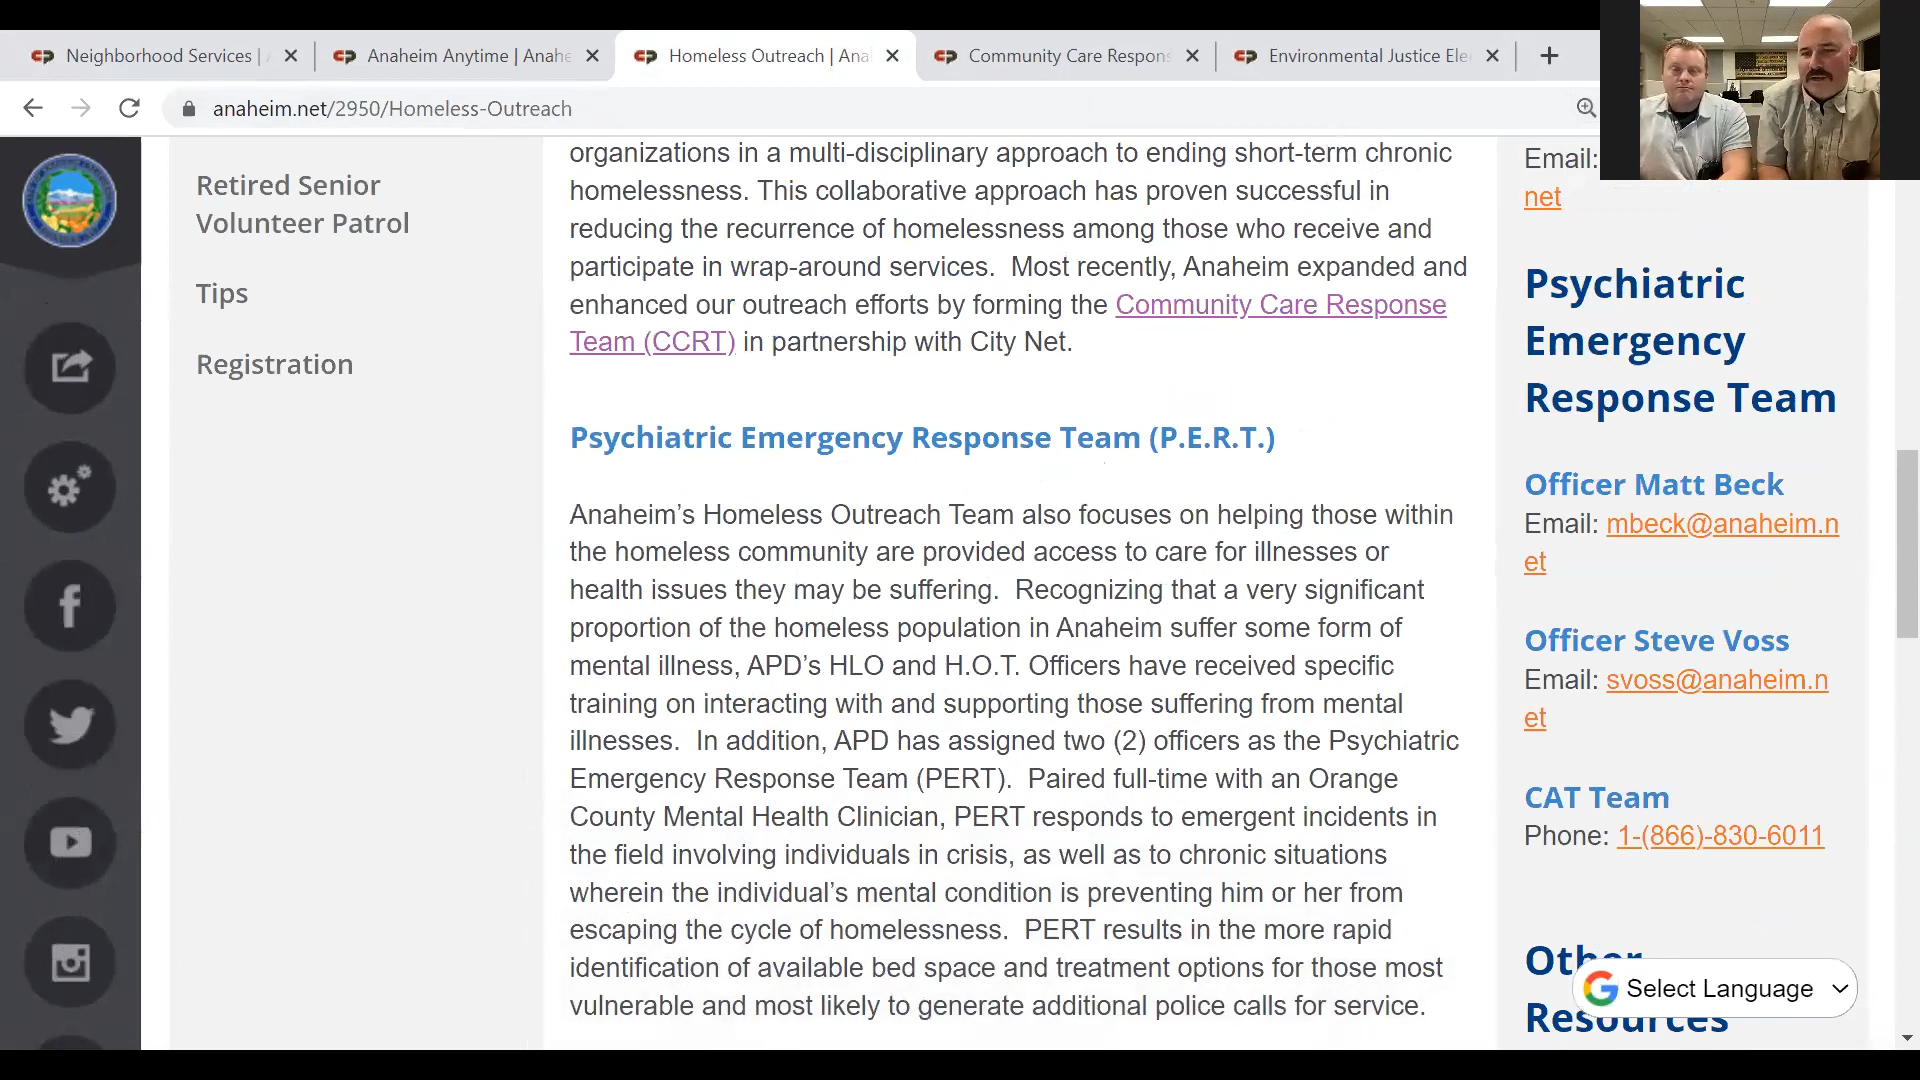 Neighborhood Services |
Anaheim Anytime | Anahe
Homeless Outreach | Ana
Community Care Respons
Environmental Justice Ele
anaheim.net/2950/Homeless-Outreach
Retired Senior
Volunteer Patrol
Tips
Registration
organizations in a multi-disciplinary approach to ending short-term chronic
homelessness. This collaborative approach has proven successful in
reducing the recurrence of homelessness among those who receive and
participate in wrap-around services.  Most recently, Anaheim expanded and
enhanced our outreach efforts by forming the Community Care Response
Team (CCRT) in partnership with City Net.
Psychiatric Emergency Response Team (P.E.R.T.)
Anaheim’s Homeless Outreach Team also focuses on helping those within
the homeless community are provided access to care for illnesses or
health issues they may be suffering.  Recognizing that a very significant
proportion of the homeless population in Anaheim suffer some form of
mental illness, APD’s HLO and H.O.T. Officers have received specific
training on interacting with and supporting those suffering from mental
illnesses.  In addition, APD has assigned two (2) officers as the Psychiatric
Emergency Response Team (PERT).  Paired full-time with an Orange
County Mental Health Clinician, PERT responds to emergent incidents in
the field involving individuals in crisis, as well as to chronic situations
wherein the individual’s mental condition is preventing him or her from
escaping the cycle of homelessness.  PERT results in the more rapid
identification of available bed space and treatment options for those most
vulnerable and most likely to generate additional police calls for service.
Email:
net
Psychiatric
Emergency
Response Team
Officer Matt Beck
Email: mbeck@anaheim.n
et
Officer Steve Voss
Email: svoss@anaheim.n
et
CAT Team
Phone: 1-(866)-830-6011
Other
Resources
Select Language